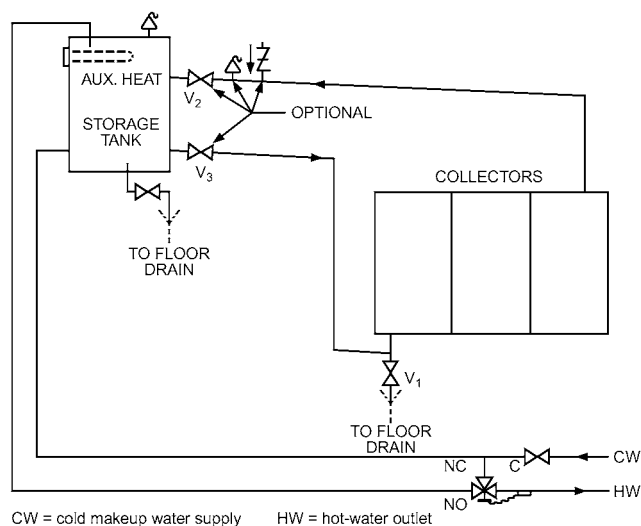 AUX. HEAT
V2
OPTIONAL
STORAGE
TANK
V3
COLLECTORS
TO FLOOR
DRAIN
V1
TO FLOOR
DRAIN
NC
C
CW
NO
HW
CW = cold makeup water supply HW = hot-water outlet